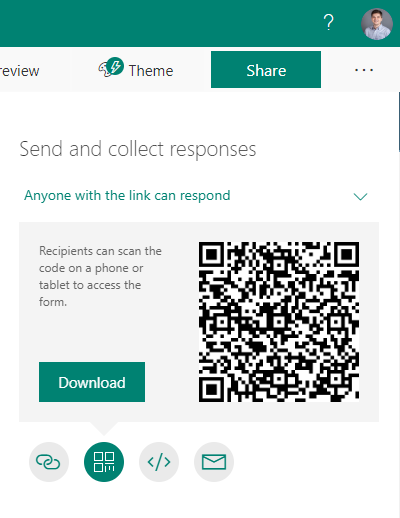 ?
review Theme Share ...
Send and collect responses
Anyone with the link can respond
Recipients can scan the
code on a phone or
tablet to access the
form.
Download